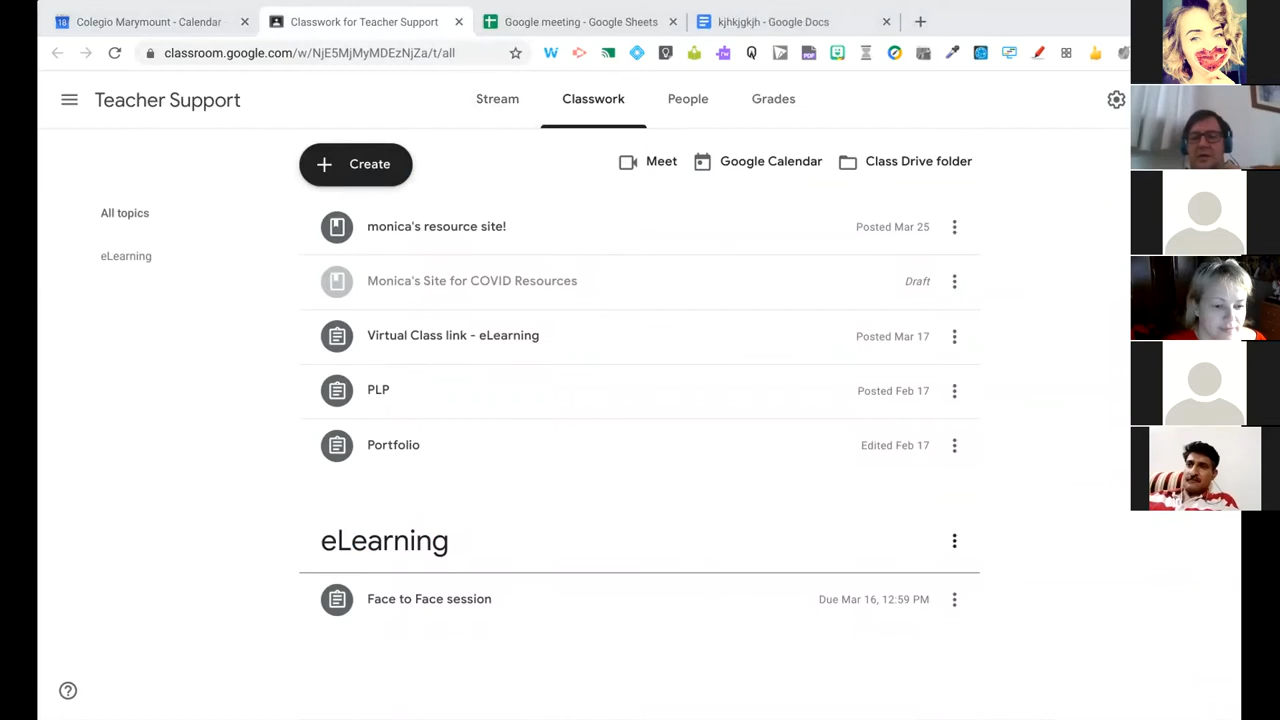 Colegio Marymount - Calendar
Classwork for Teacher Support
Google meeting - Google Sheets
kjhkjgkjh - Google Docs
classroom.google.com/w/NjE5MjMyMDEzNjZa/t/all
Teacher Support
Stream
Classwork
People
Grades
Create
Meet
Google Calendar
Class Drive folder
All topics
eLearning
monica's resource site!
Posted Mar 25
Monica's Site for COVID Resources
Draft
Virtual Class link - eLearning
Posted Mar 17
PLP
Posted Feb 17
Portfolio
Edited Feb 17
eLearning
Face to Face session
Due Mar 16, 12:59 PM